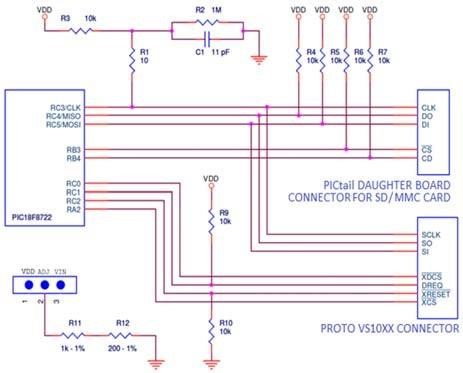 VDD
R3 10k
R2 1M
C1 11 pF
VDD VDD VDD VDD
R1
10
R4
10k
R5
10k
R6
10k
R7
10k
RC3/CLK
RC4/MISO
RC5/MOSI
RB3
RB4
RC0
RC1
RC2
RA2
PIC18F8722
CLK
DO
DI
CS
CD
PICtail DAUGHTER BOARD
CONNECTOR FOR SD/MMC CARD
VDD
R9
10k
SCLK
SO
SI
XDCS
DREQ
XRESET
XCS
PROTO VS10XX CONNECTOR
VDD ADJ VIN
1 2 3
R11
1k - 1%
R12
200 - 1%
R10
10k